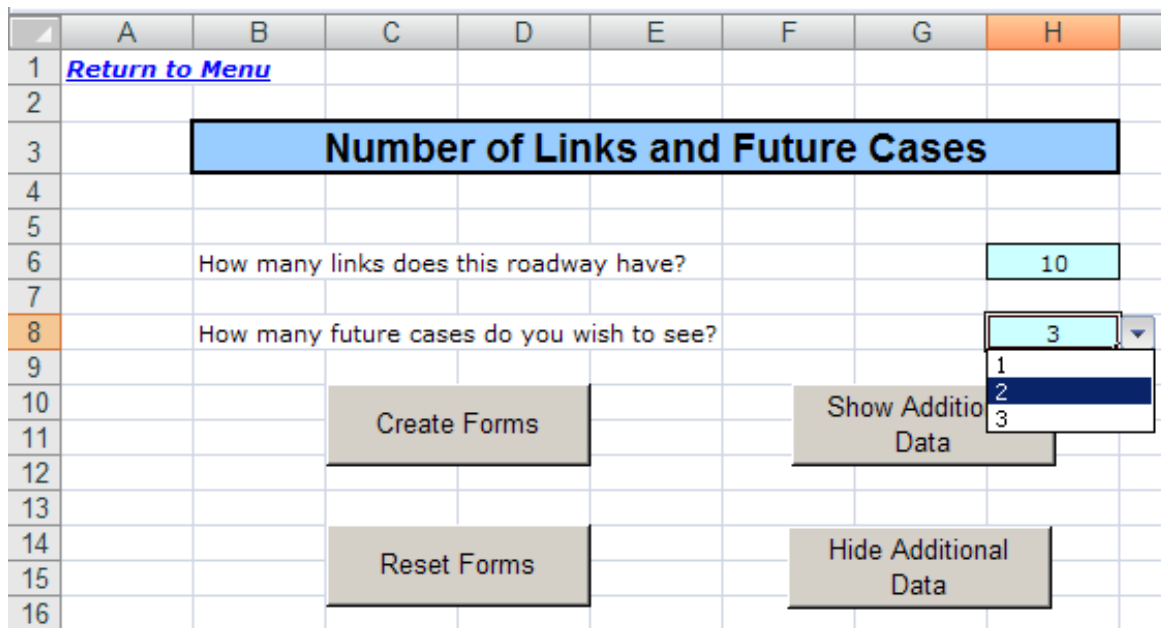 A B C D E F G H
1 Return to Menu
2
3 Number of Links and Future Cases
4
5
6 How many links does this roadway have? 10
7
8 How many future cases do you wish to see? 3
9 1
10 2
Create Forms Show Additio 3
11 Data
12
13
14 Hide Additional
Reset Forms
15 Data
16